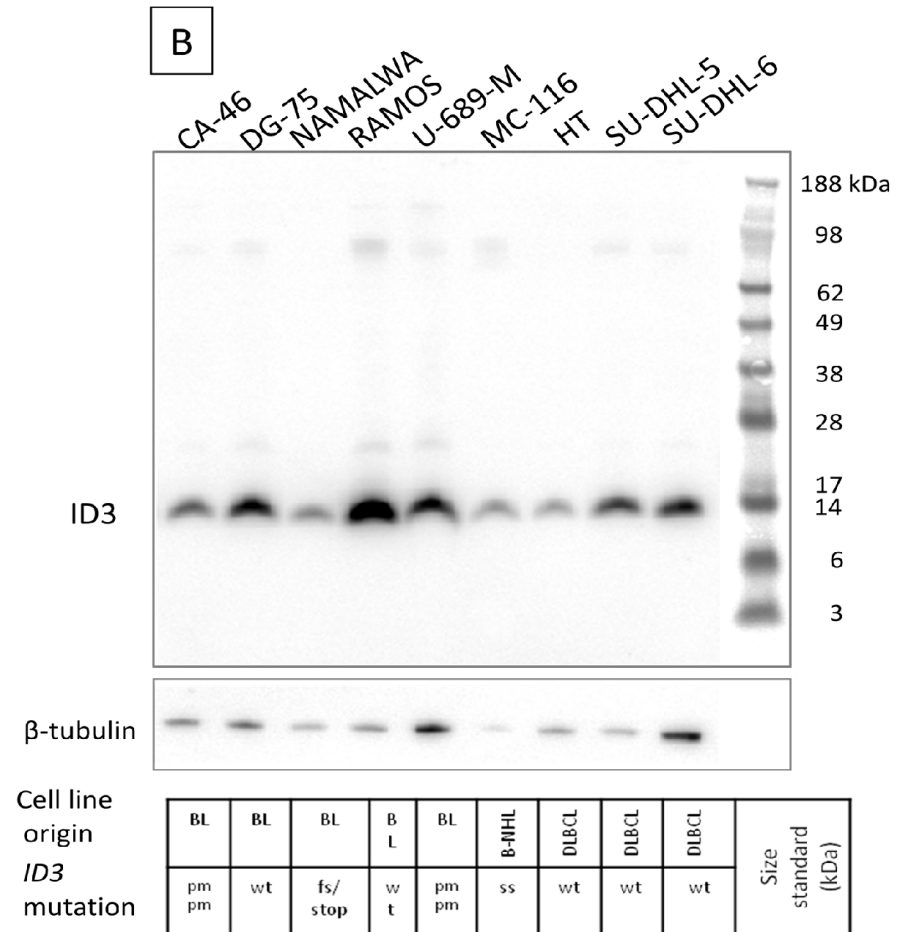 B
CA-46
DG-75
NAMALWA
RAMOS
U-689-M
MC-116
HT
SU-DHL-5
SU-DHL-6
188 kDa
98
62
49
38
28
17
14
6
3
ID3
β-tubulin
Cell line
origin
BL
BL
BL
B
L
BL
B-NHL
DLBCL
DLBCL
DLBCL
Size
standard
(kDa)
ID3
mutation
pm
pm
wt
fs/
stop
w
t
pm
pm
ss
wt
wt
wt